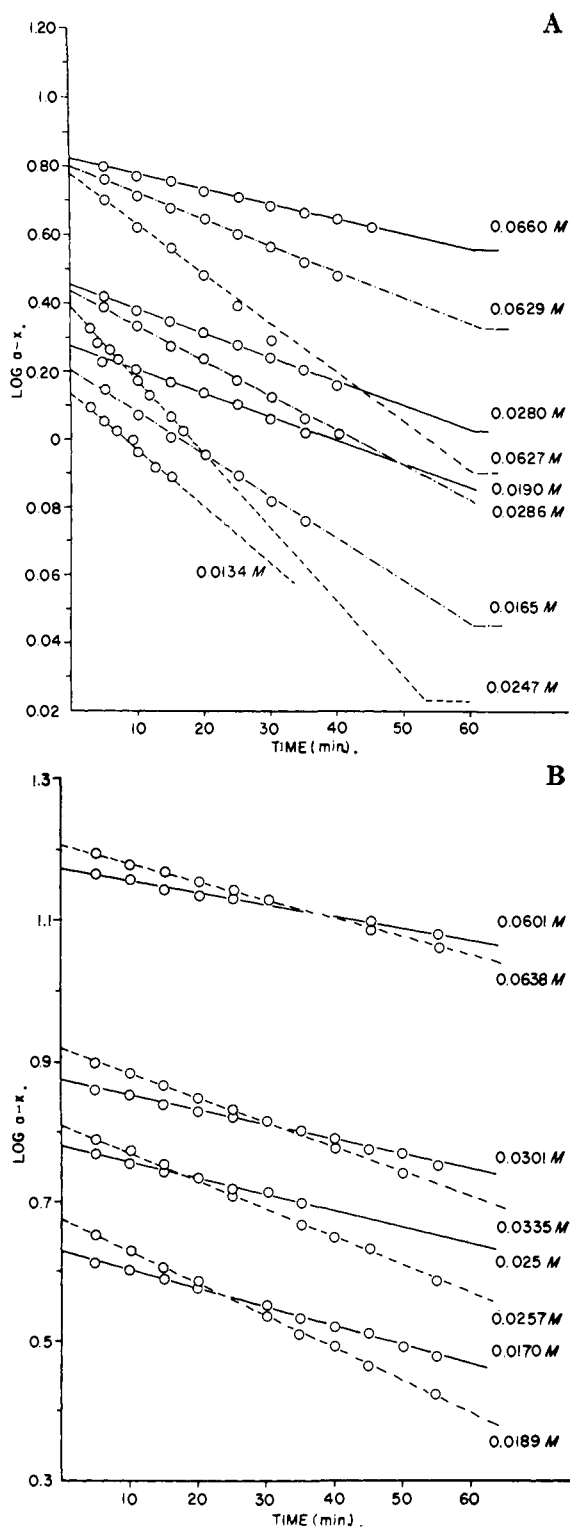 A
1.20
1.0
0.80
0.60
0.40
0.20
0
0.08
0.06
0.04
0.02
LOG a-x.
0.0660 M
0.0629 M
0.0280 M
0.0627 M
0.0190 M
0.0286 M
0.0134 M
0.0165 M
0.0247 M
10 20 30 40 50 60
TIME (min).
B
1.3
1.1
0.9
0.7
0.5
0.3
LOG a-x.
0.0601 M
0.0638 M
0.0301 M
0.0335 M
0.025 M
0.0257 M
0.0170 M
0.0189 M
10 20 30 40 50 60
TIME (min).